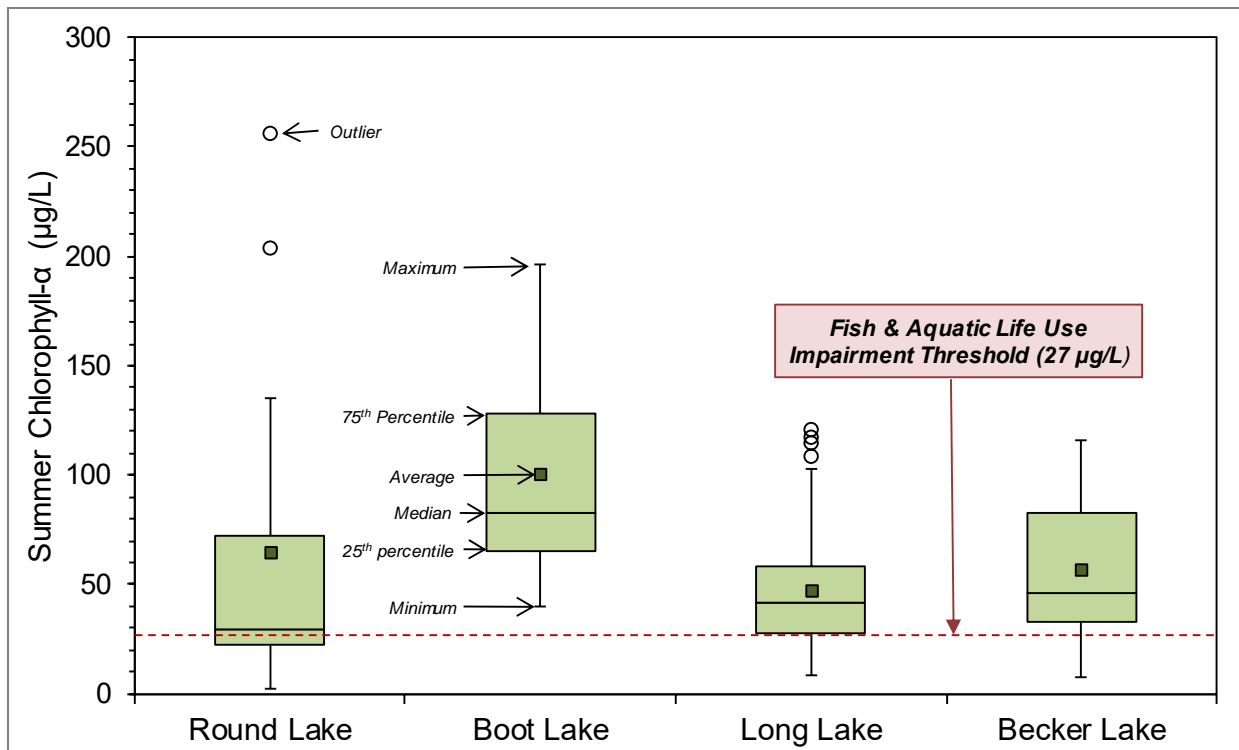 Summer Chlorophyll-α (µg/L)
300
250
200
150
100
50
0
Outlier
Maximum
75th Percentile
Average
Median
25th percentile
Minimum
Fish & Aquatic Life Use
Impairment Threshold (27 µg/L)
Round Lake
Boot Lake
Long Lake
Becker Lake